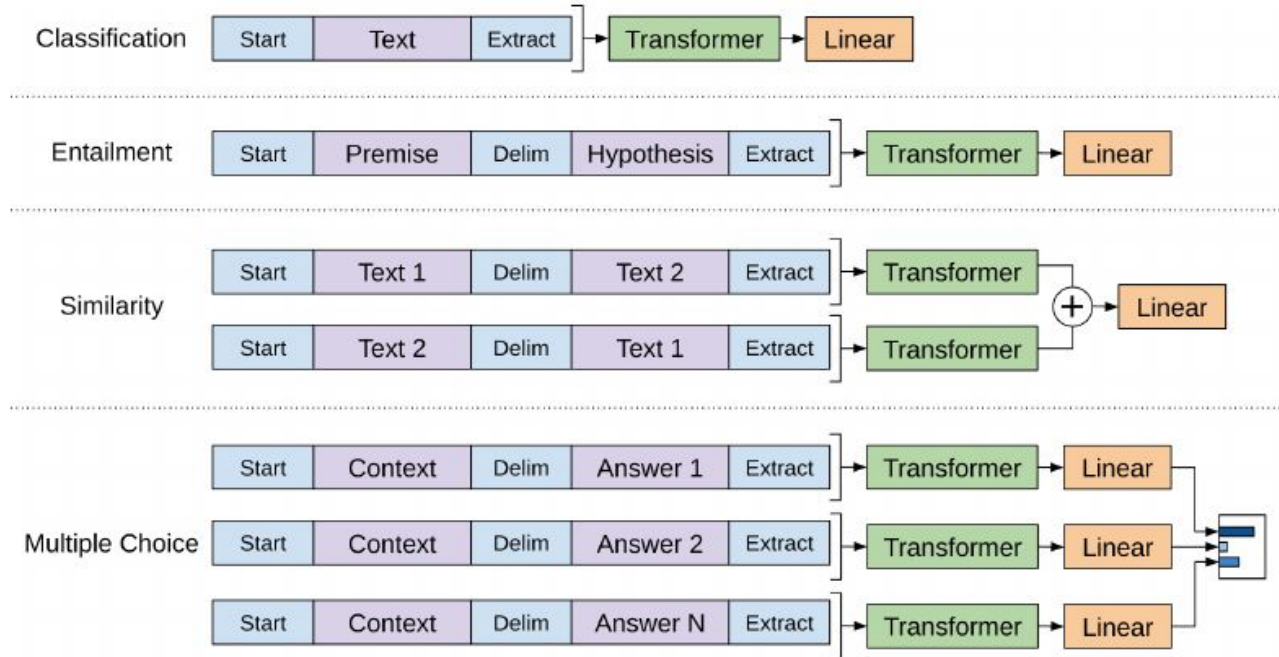 Classification Start Text Extract Transformer Linear
Entailment Start Premise Delim Hypothesis Extract Transformer Linear
Similarity
Start Text 1 Delim Text 2 Extract Transformer
+ Linear
Start Text 2 Delim Text 1 Extract Transformer
Multiple Choice
Start Context Delim Answer 1 Extract Transformer Linear
Start Context Delim Answer 2 Extract Transformer Linear
Start Context Delim Answer N Extract Transformer Linear